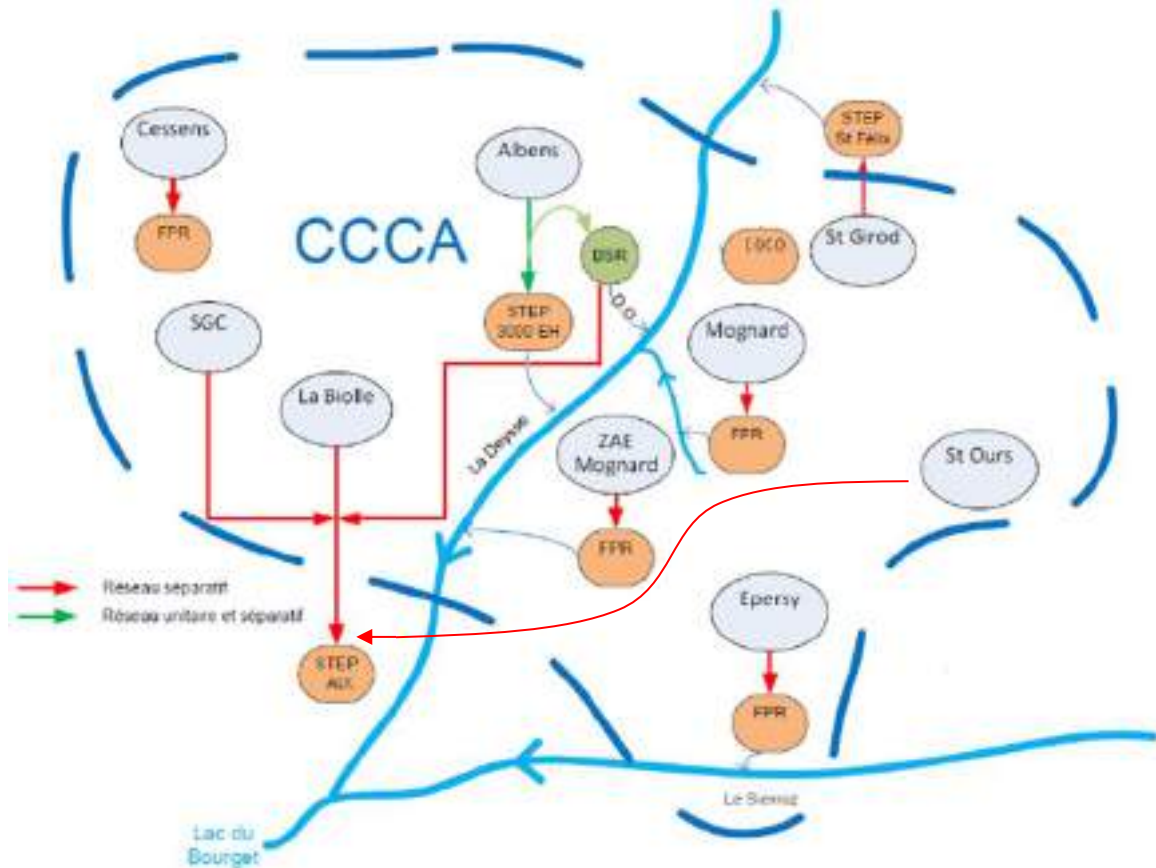 Cessens
FPR
CCCA
Albens
DSR
D.O.
STEP
3000 EH
STEP
St Félix
St Girod
SGC
La Biolle
La Deysse
Mognard
FPR
ZAE
Mognard
FPR
St Ours
Epersy
FPR
Réseau séparatif
Réseau unitaire et séparatif
STEP
AIX
Lac du
Bourget